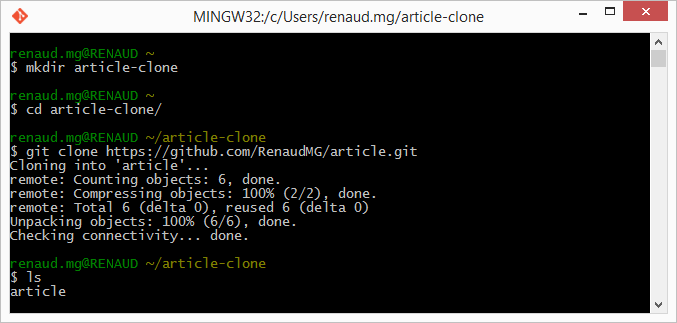 MINGW32:/c/Users/renaud.mg/article-clone
renaud.mg@RENAUD ~
$ mkdir article-clone
renaud.mg@RENAUD ~
$ cd article-clone/
renaud.mg@RENAUD ~/article-clone
$ git clone https://github.com/RenaudMG/article.git
Cloning into 'article'...
remote: Counting objects: 6, done.
remote: Compressing objects: 100% (2/2), done.
remote: Total 6 (delta 0), reused 6 (delta 0)
Unpacking objects: 100% (6/6), done.
Checking connectivity... done.
renaud.mg@RENAUD ~/article-clone
$ ls
article